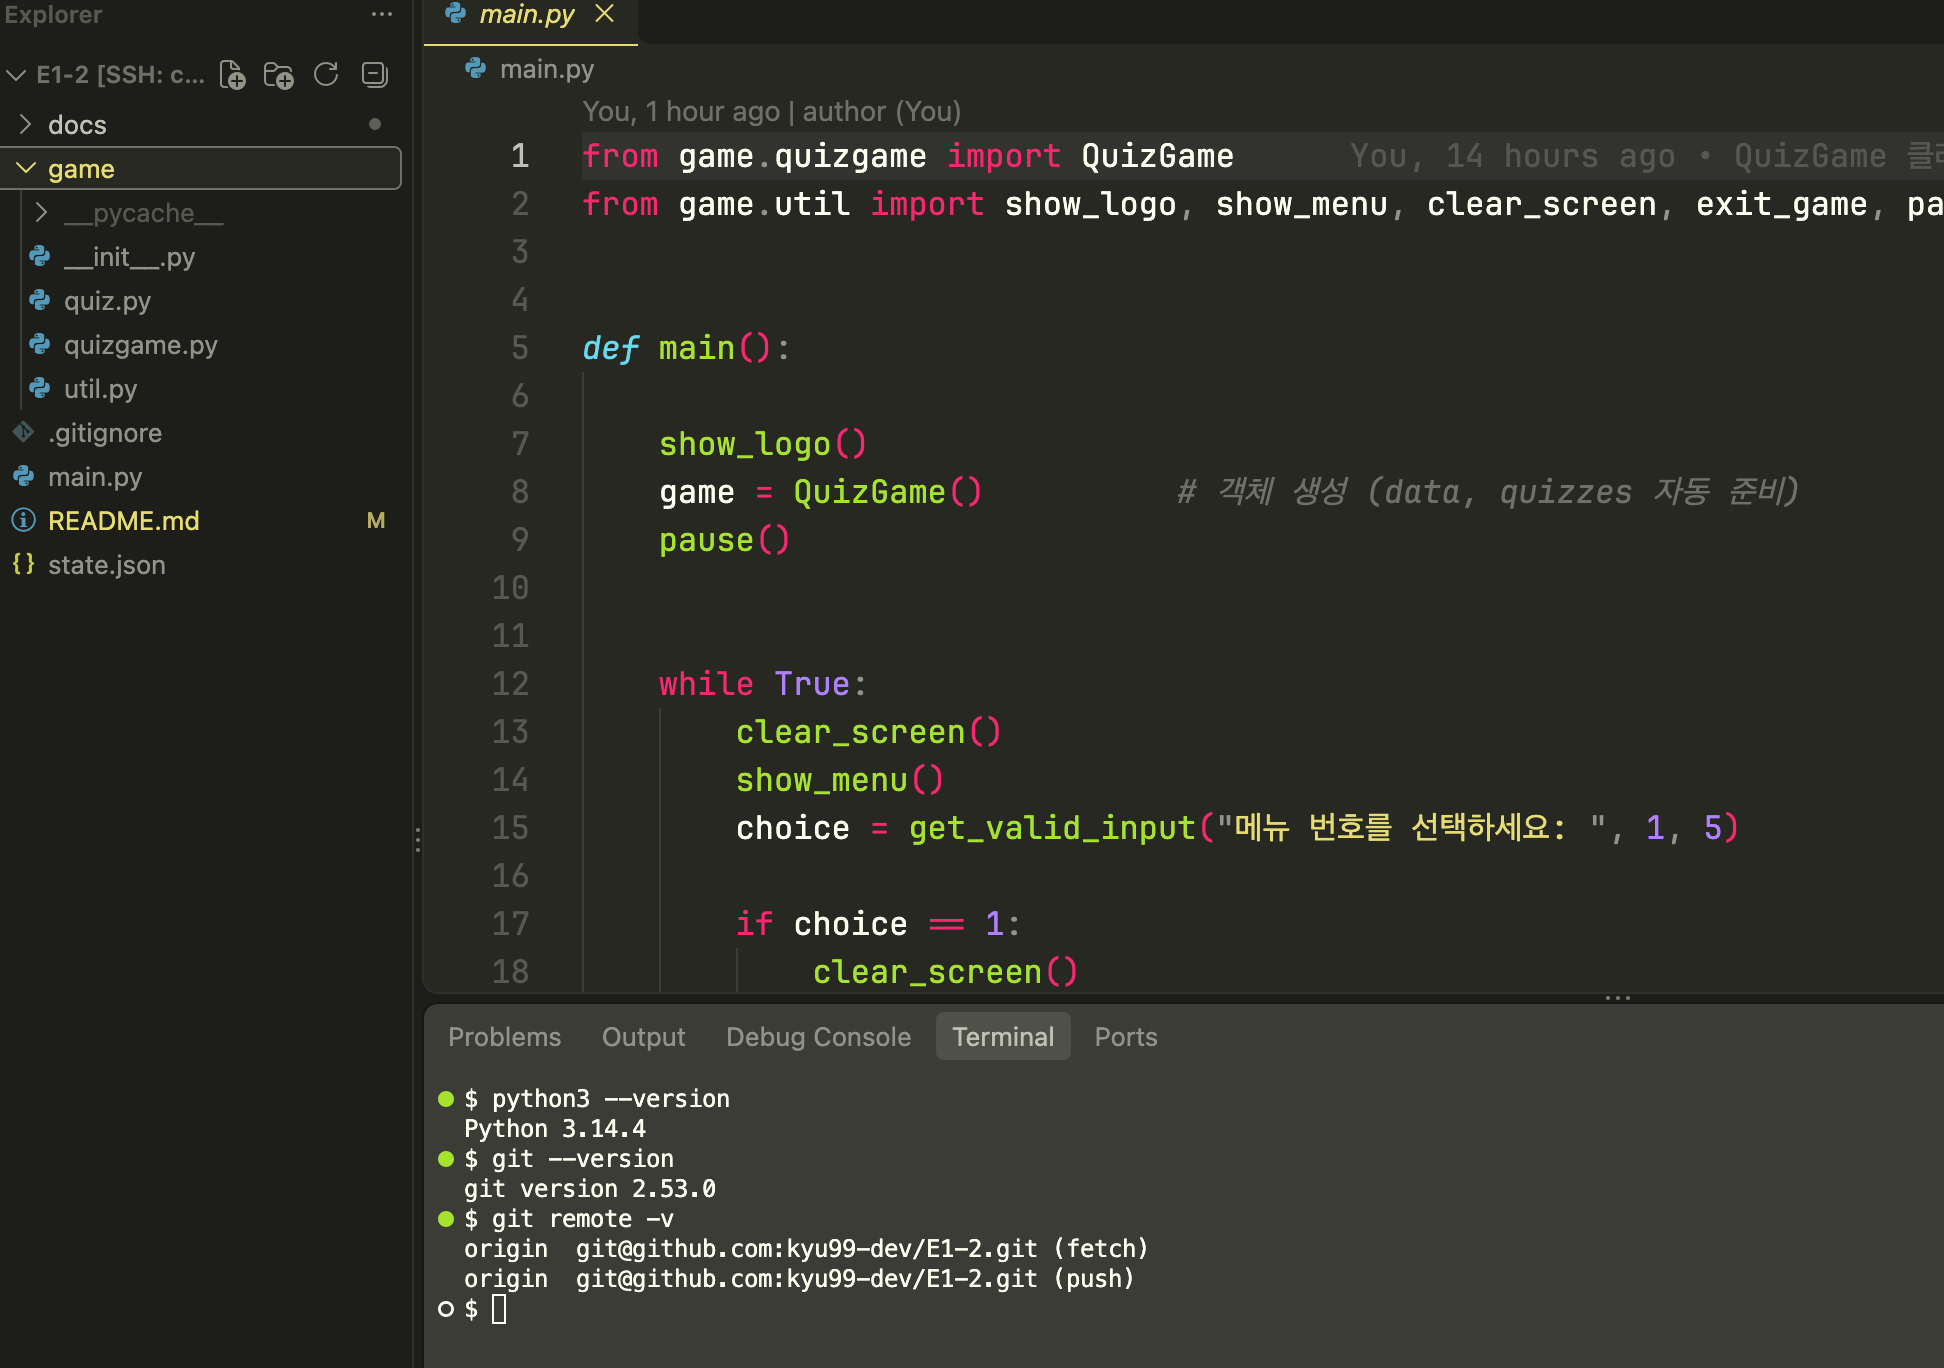 Explorer
main.py
E1-2 [SSH: c...
main.py
docs
You, 1 hour ago | author (You)
game
1 from game.quizgame import QuizGame You, 14 hours ago • QuizGame
__pycache__
2 from game.util import show_logo, show_menu, clear_screen, exit_game, pa
__init__.py
3
quiz.py
4
quizgame.py
5 def main():
util.py
6
.gitignore
7 show_logo()
main.py
8 game = QuizGame() # 객체 생성 (data, quizzes 자동 준비)
README.md M
9 pause()
state.json
10
11
12 while True:
13 clear_screen()
14 show_menu()
15 choice = get_valid_input("메뉴 번호를 선택하세요: ", 1, 5)
16
17 if choice == 1:
18 clear_screen()
Problems Output Debug Console Terminal Ports
$ python3 --version
Python 3.14.4
$ git --version
git version 2.53.0
$ git remote -v
origin git@github.com:kyu99-dev/E1-2.git (fetch)
origin git@github.com:kyu99-dev/E1-2.git (push)
$